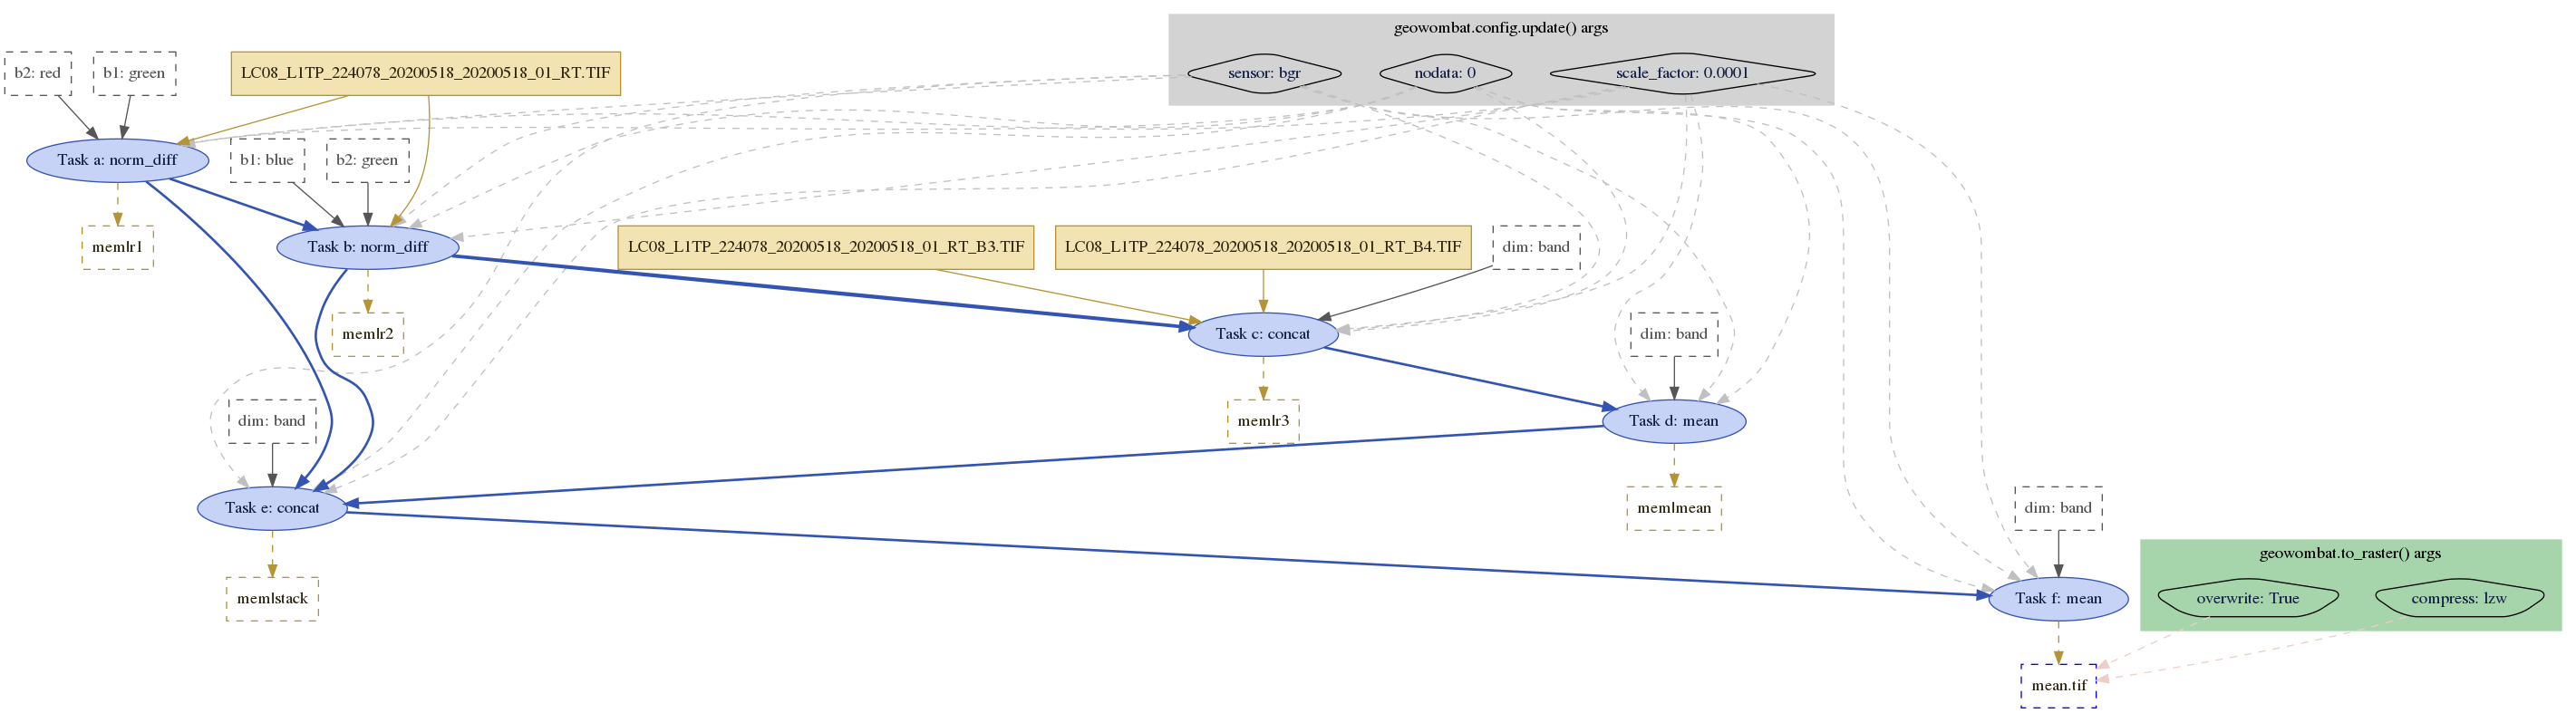 geowombat.config.update() args
b2: red
b1: green
LC08_L1TP_224078_20200518_20200518_01_RT.TIF
sensor: bgr
nodata: 0
scale_factor: 0.0001
Task a: norm_diff
b1: blue
b2: green
memlr1
Task b: norm_diff
LC08_L1TP_224078_20200518_20200518_01_RT_B3.TIF
LC08_L1TP_224078_20200518_20200518_01_RT_B4.TIF
dim: band
memlr2
Task c: concat
dim: band
dim: band
memlr3
Task d: mean
Task e: concat
memlmean
dim: band
geowombat.to_raster() args
memlstack
Task f: mean
overwrite: True
compress: lzw
mean.tif